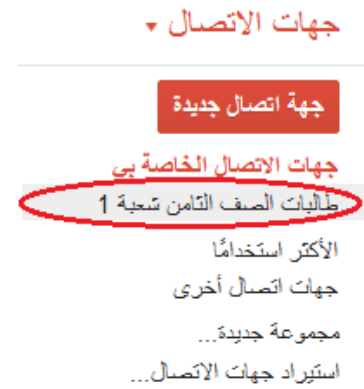 جهات الاتصال
جهة اتصال جديدة
جهات الاتصال الخاصة بي
طالبات الصف الثامن شعبة 1
الأكثر استخدامًا
جهات اتصال أخرى
مجموعة جديدة...
استيراد جهات الاتصال...